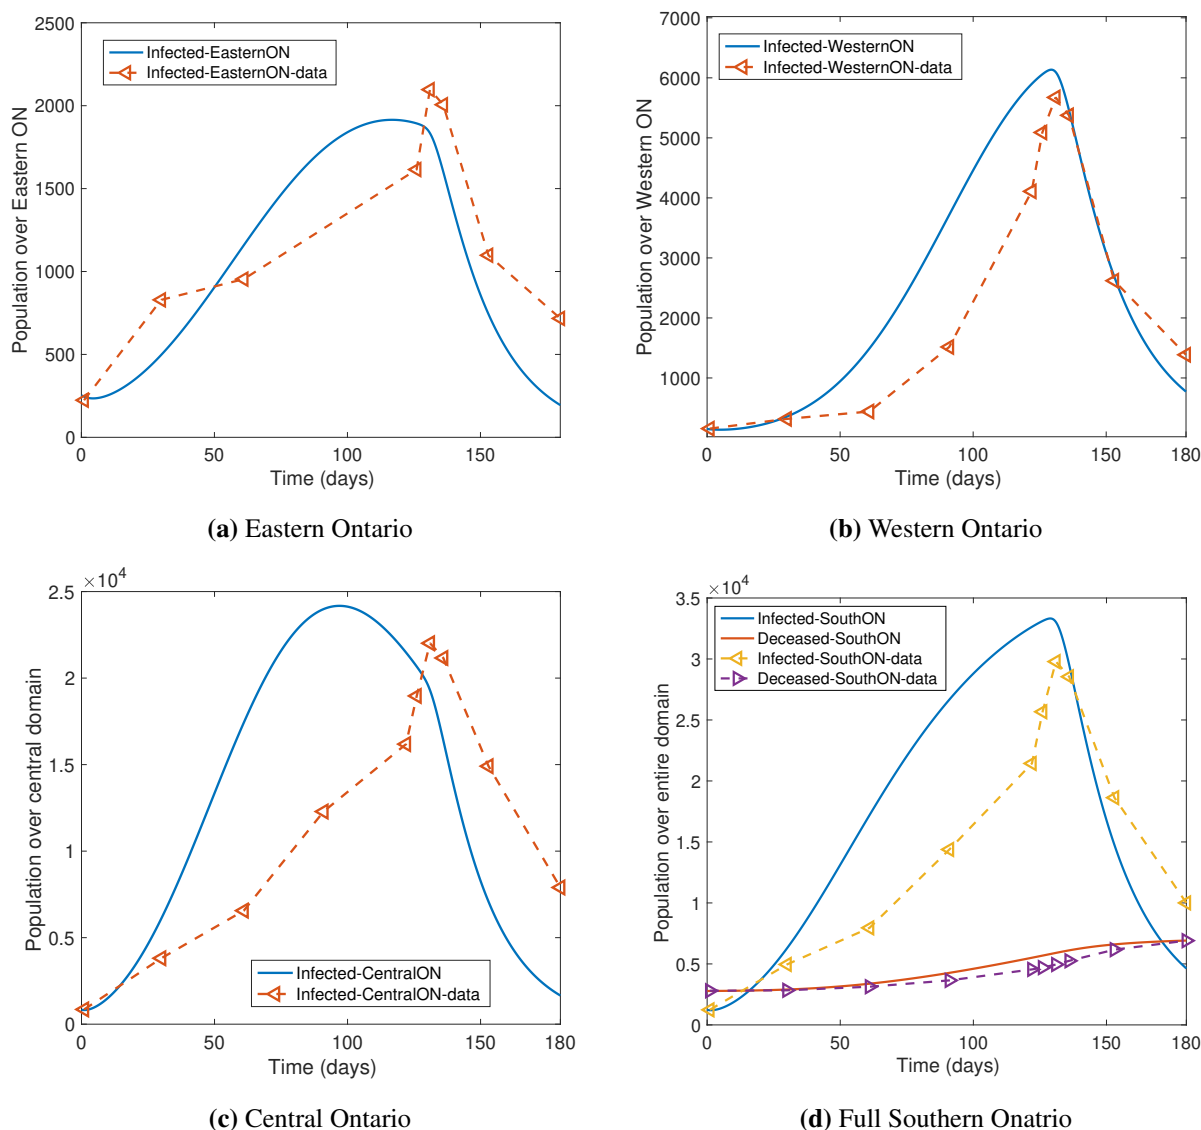 2500
2000
1500
1000
500
0
0
50
100
150
180
Population over Eastern ON
Time (days)
Infected-EasternON
Infected-EasternON-data
(a) Eastern Ontario
7000
6000
5000
4000
3000
2000
1000
0
50
100
150
180
Population over Western ON
Time (days)
Infected-WesternON
Infected-WesternON-data
(b) Western Ontario
×10⁴
2.5
2
1.5
1
0.5
0
0
50
100
150
180
Population over central domain
Time (days)
Infected-CentralON
Infected-CentralON-data
(c) Central Ontario
×10⁴
3.5
3
2.5
2
1.5
1
0.5
0
0
50
100
150
180
Population over entire domain
Time (days)
Infected-SouthON
Deceased-SouthON
Infected-SouthON-data
Deceased-SouthON-data
(d) Full Southern Onatrio